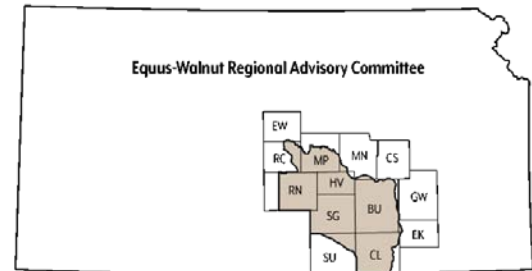 Equus-Walnut Regional Advisory Committee
EW
RC MP MN CS
RN HV GW
SG BU
EK
SU CL